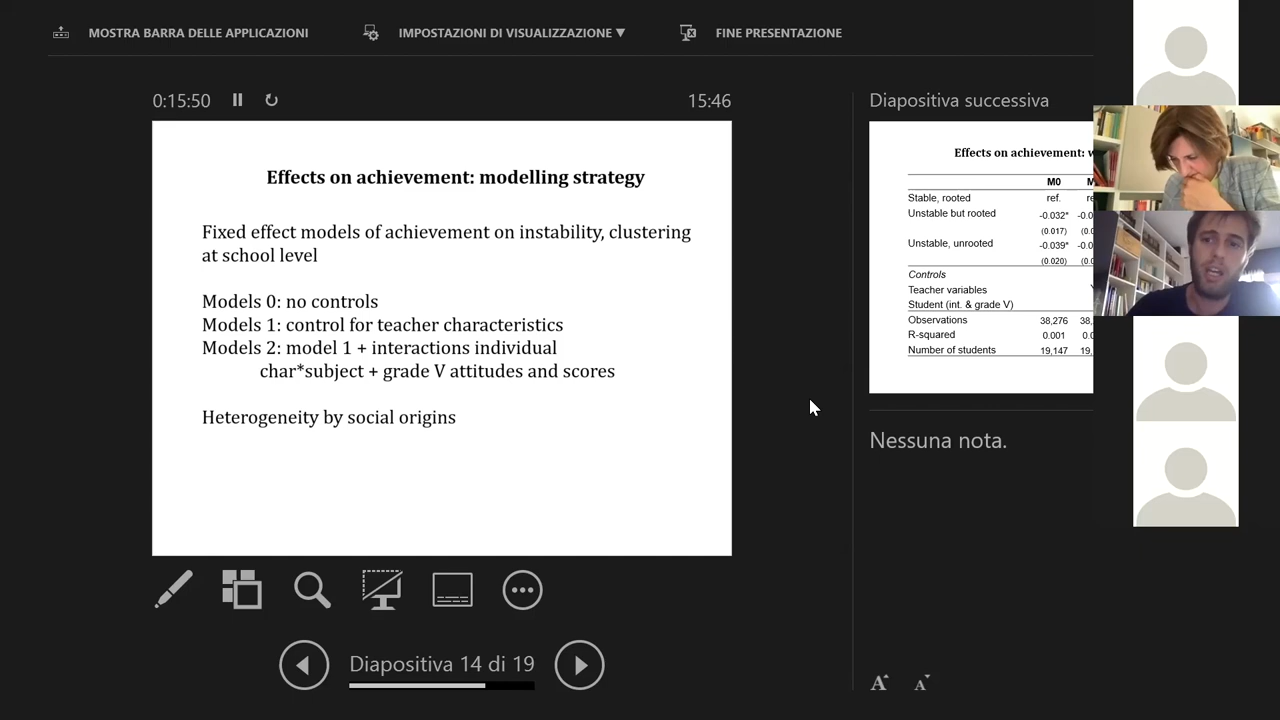 MOSTRA BARRA DELLE APPLICAZIONI
IMPOSTAZIONI DI VISUALIZZAZIONE ▼
FINE PRESENTAZIONE
0:15:50
15:46
Effects on achievement: modelling strategy
Fixed effect models of achievement on instability, clustering
at school level
Models 0: no controls
Models 1: control for teacher characteristics
Models 2: model 1 + interactions individual
char*subject + grade V attitudes and scores
Heterogeneity by social origins
Diapositiva 14 di 19
Diapositiva successiva
Effects on achievement:
M0
Stable, rooted ref.
Unstable but rooted -0.032*
(0.017)
Unstable, unrooted -0.039*
(0.020)
Controls
Teacher variables
Student (int. & grade V)
Observations 38,276
R-squared 0.001
Number of students 19,147
Nessuna nota.
A A